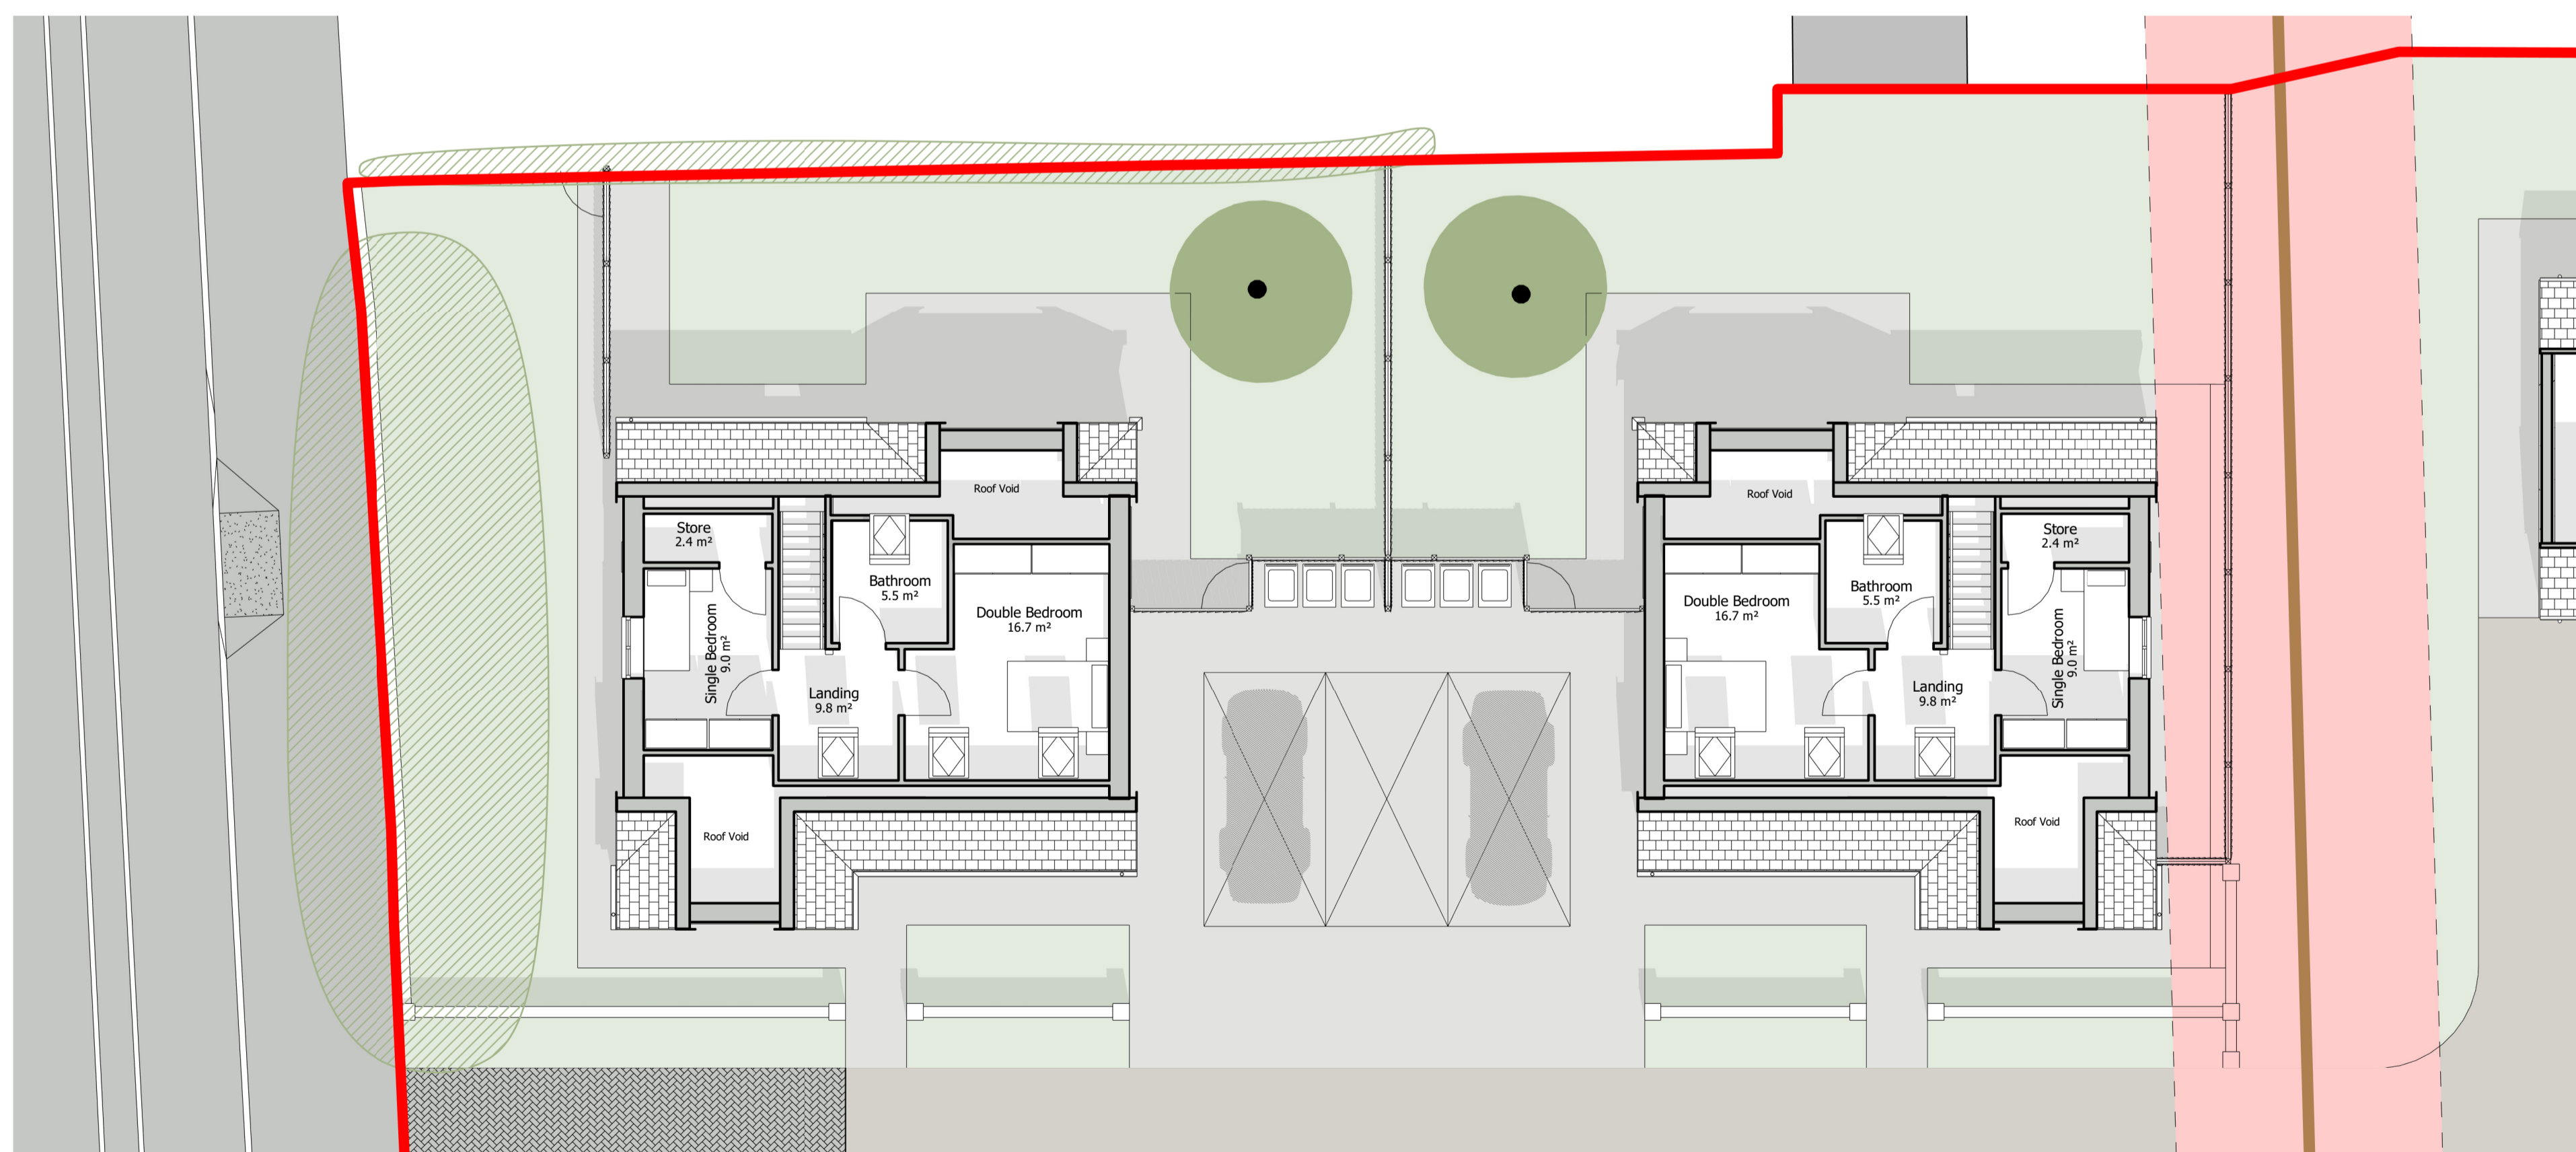 Roof Void
Store
2.4 m²
Bathroom
5.5 m²
Double Bedroom
16.7 m²
Single Bedroom
9.0 m²
Landing
9.8 m²
Roof Void
Roof Void
Store
2.4 m²
Bathroom
5.5 m²
Double Bedroom
16.7 m²
Single Bedroom
9.0 m²
Landing
9.8 m²
Roof Void